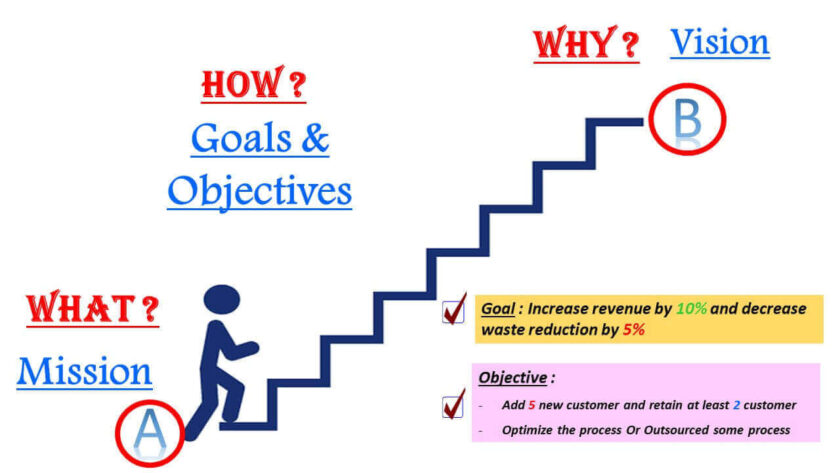 WHY? Vision
HOW?
Goals &
Objectives
B
WHAT?
Mission
A
Goal : Increase revenue by 10% and decrease
waste reduction by 5%
Objective :
- Add 5 new customer and retain at least 2 customer
- Optimize the process Or Outsourced some process